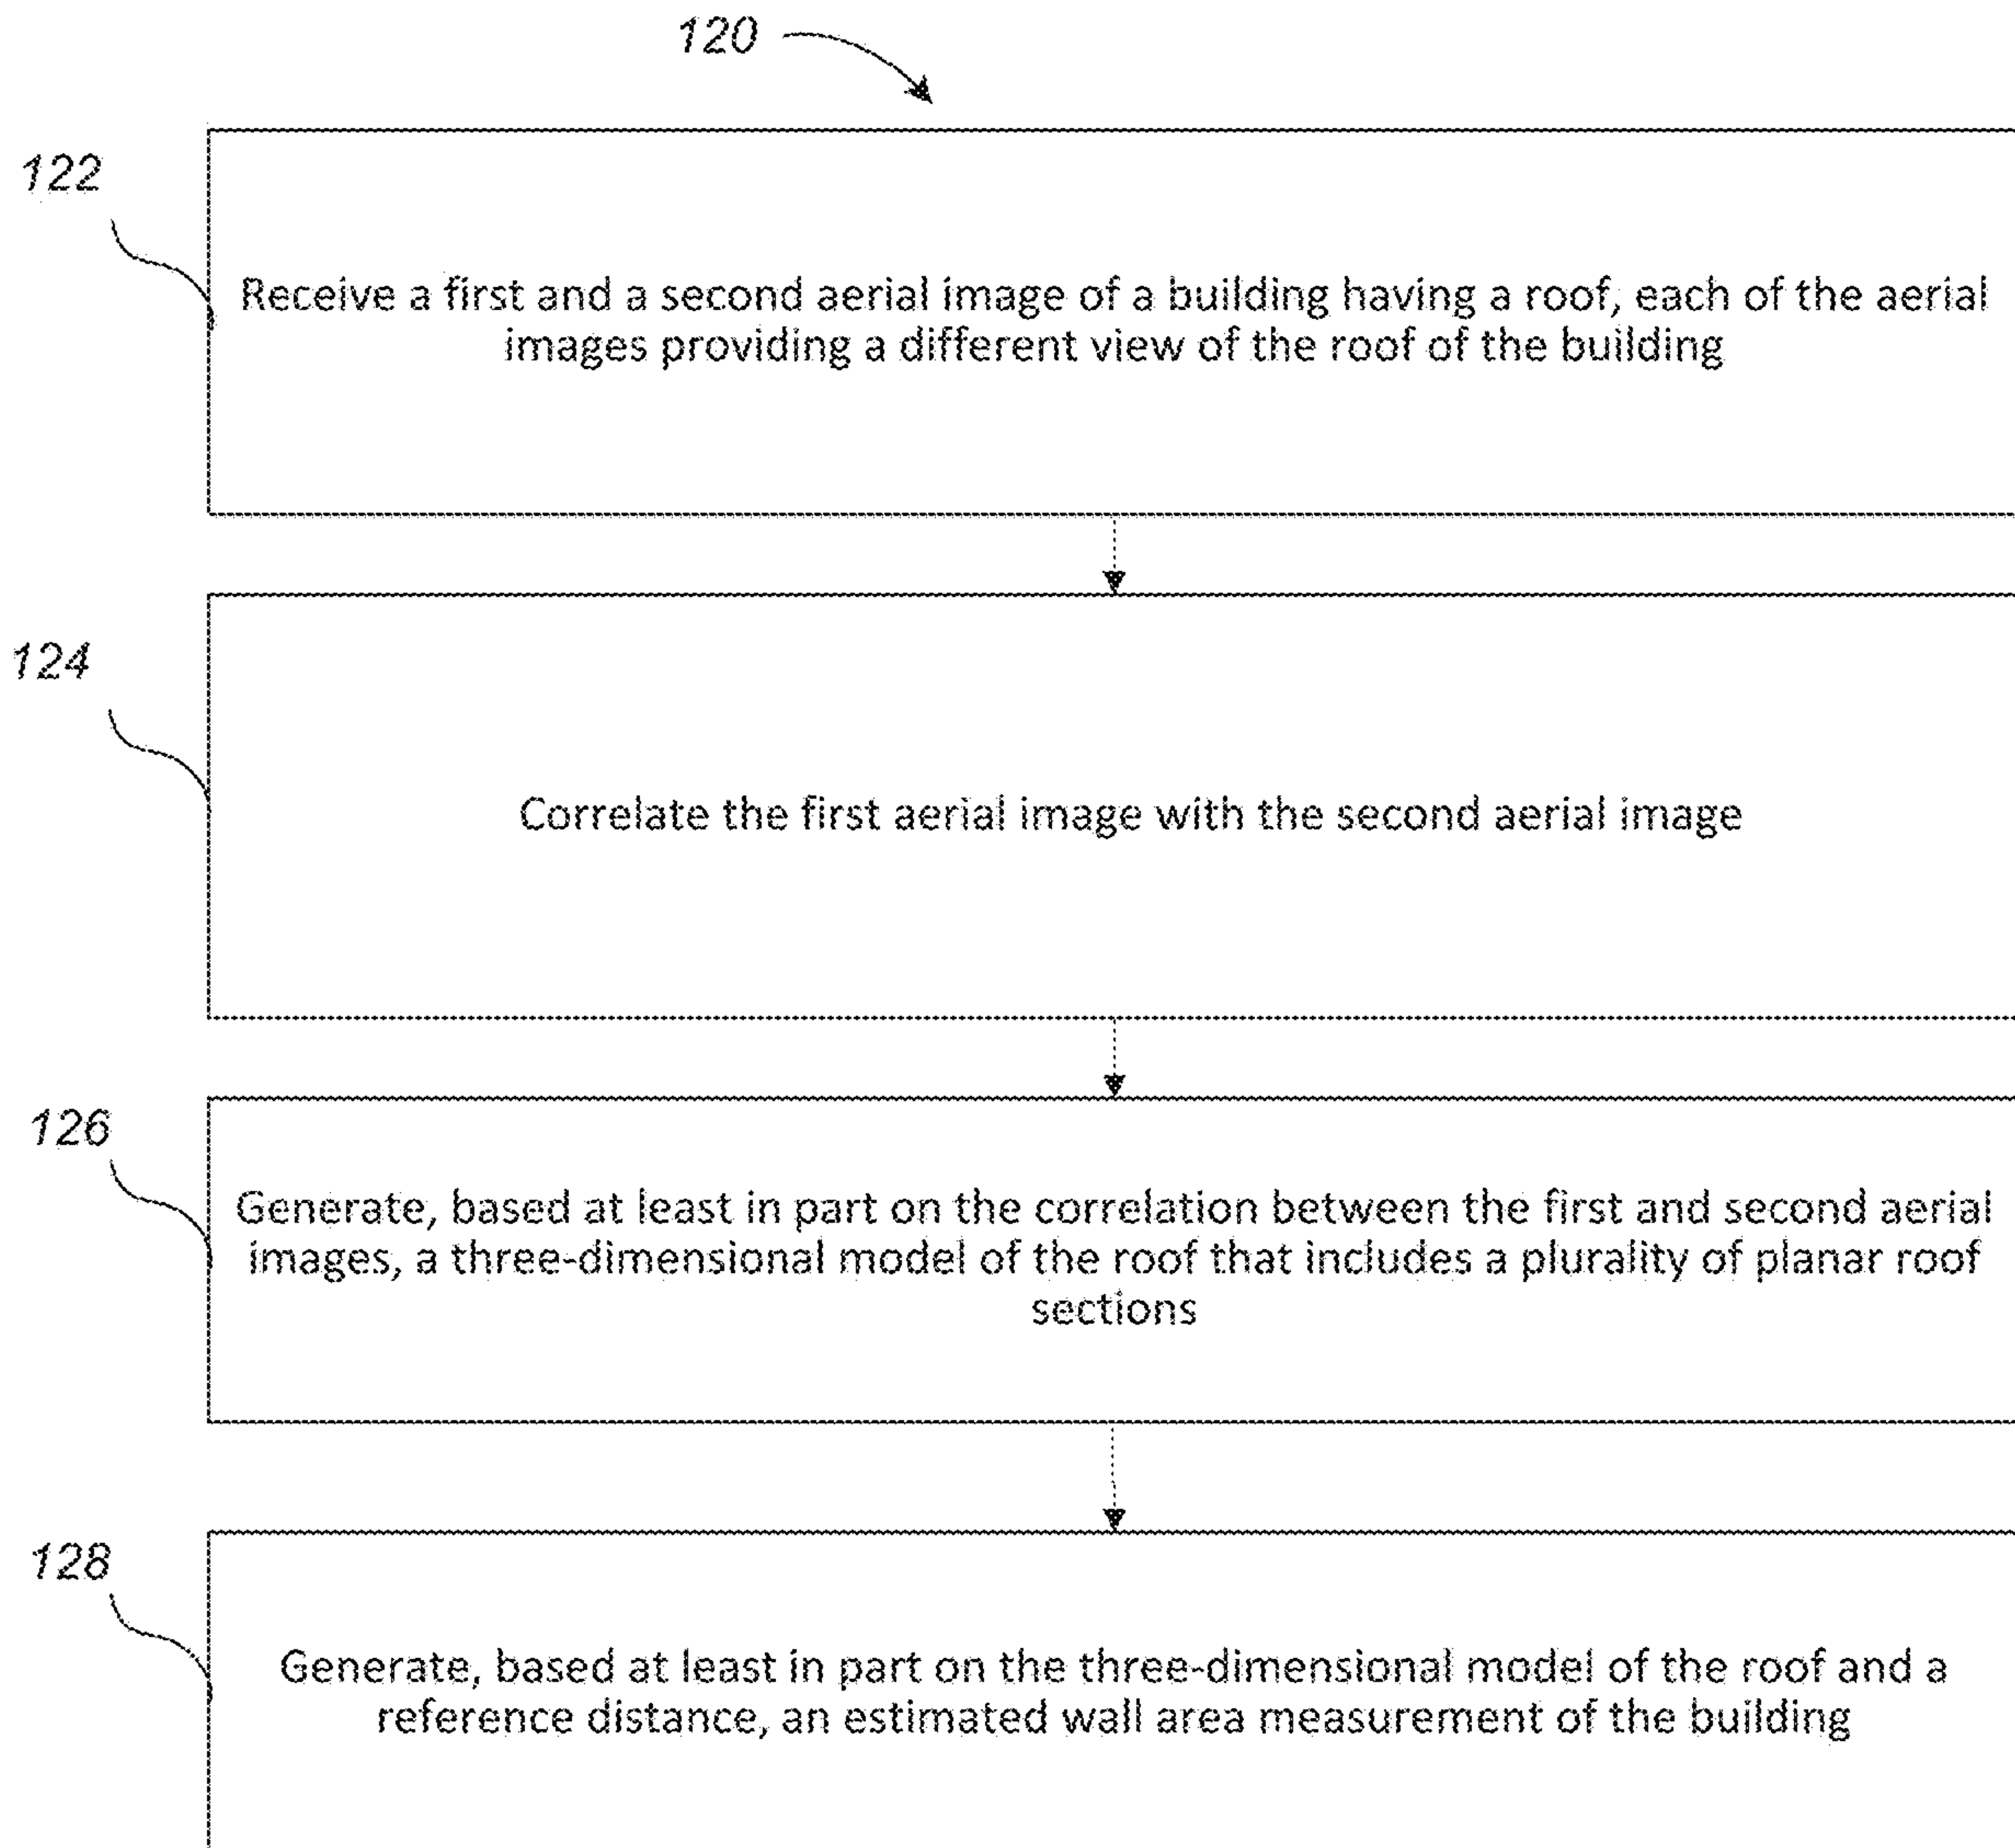 120
122
Receive a first and a second aerial image of a building having a roof, each of the aerial
images providing a different view of the roof of the building
124
Correlate the first aerial image with the second aerial image
126
Generate, based at least in part on the correlation between the first and second aerial
images, a three-dimensional model of the roof that includes a plurality of planar roof
sections
128
Generate, based at least in part on the three-dimensional model of the roof and a
reference distance, an estimated wall area measurement of the building